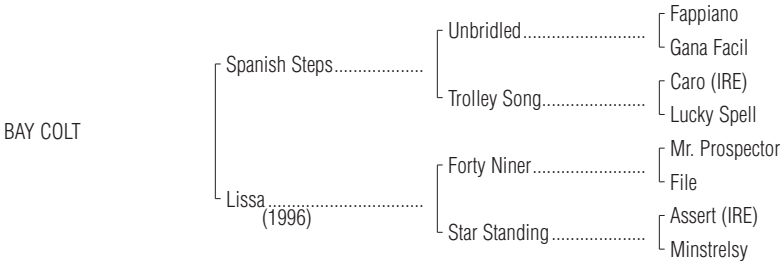 Fappiano
Unbridled
Gana Facil
Spanish Steps
Caro (IRE)
Trolley Song
Lucky Spell
BAY COLT
Mr. Prospector
Forty Niner
File
Lissa
(1996)
Assert (IRE)
Star Standing
Minstrelsy